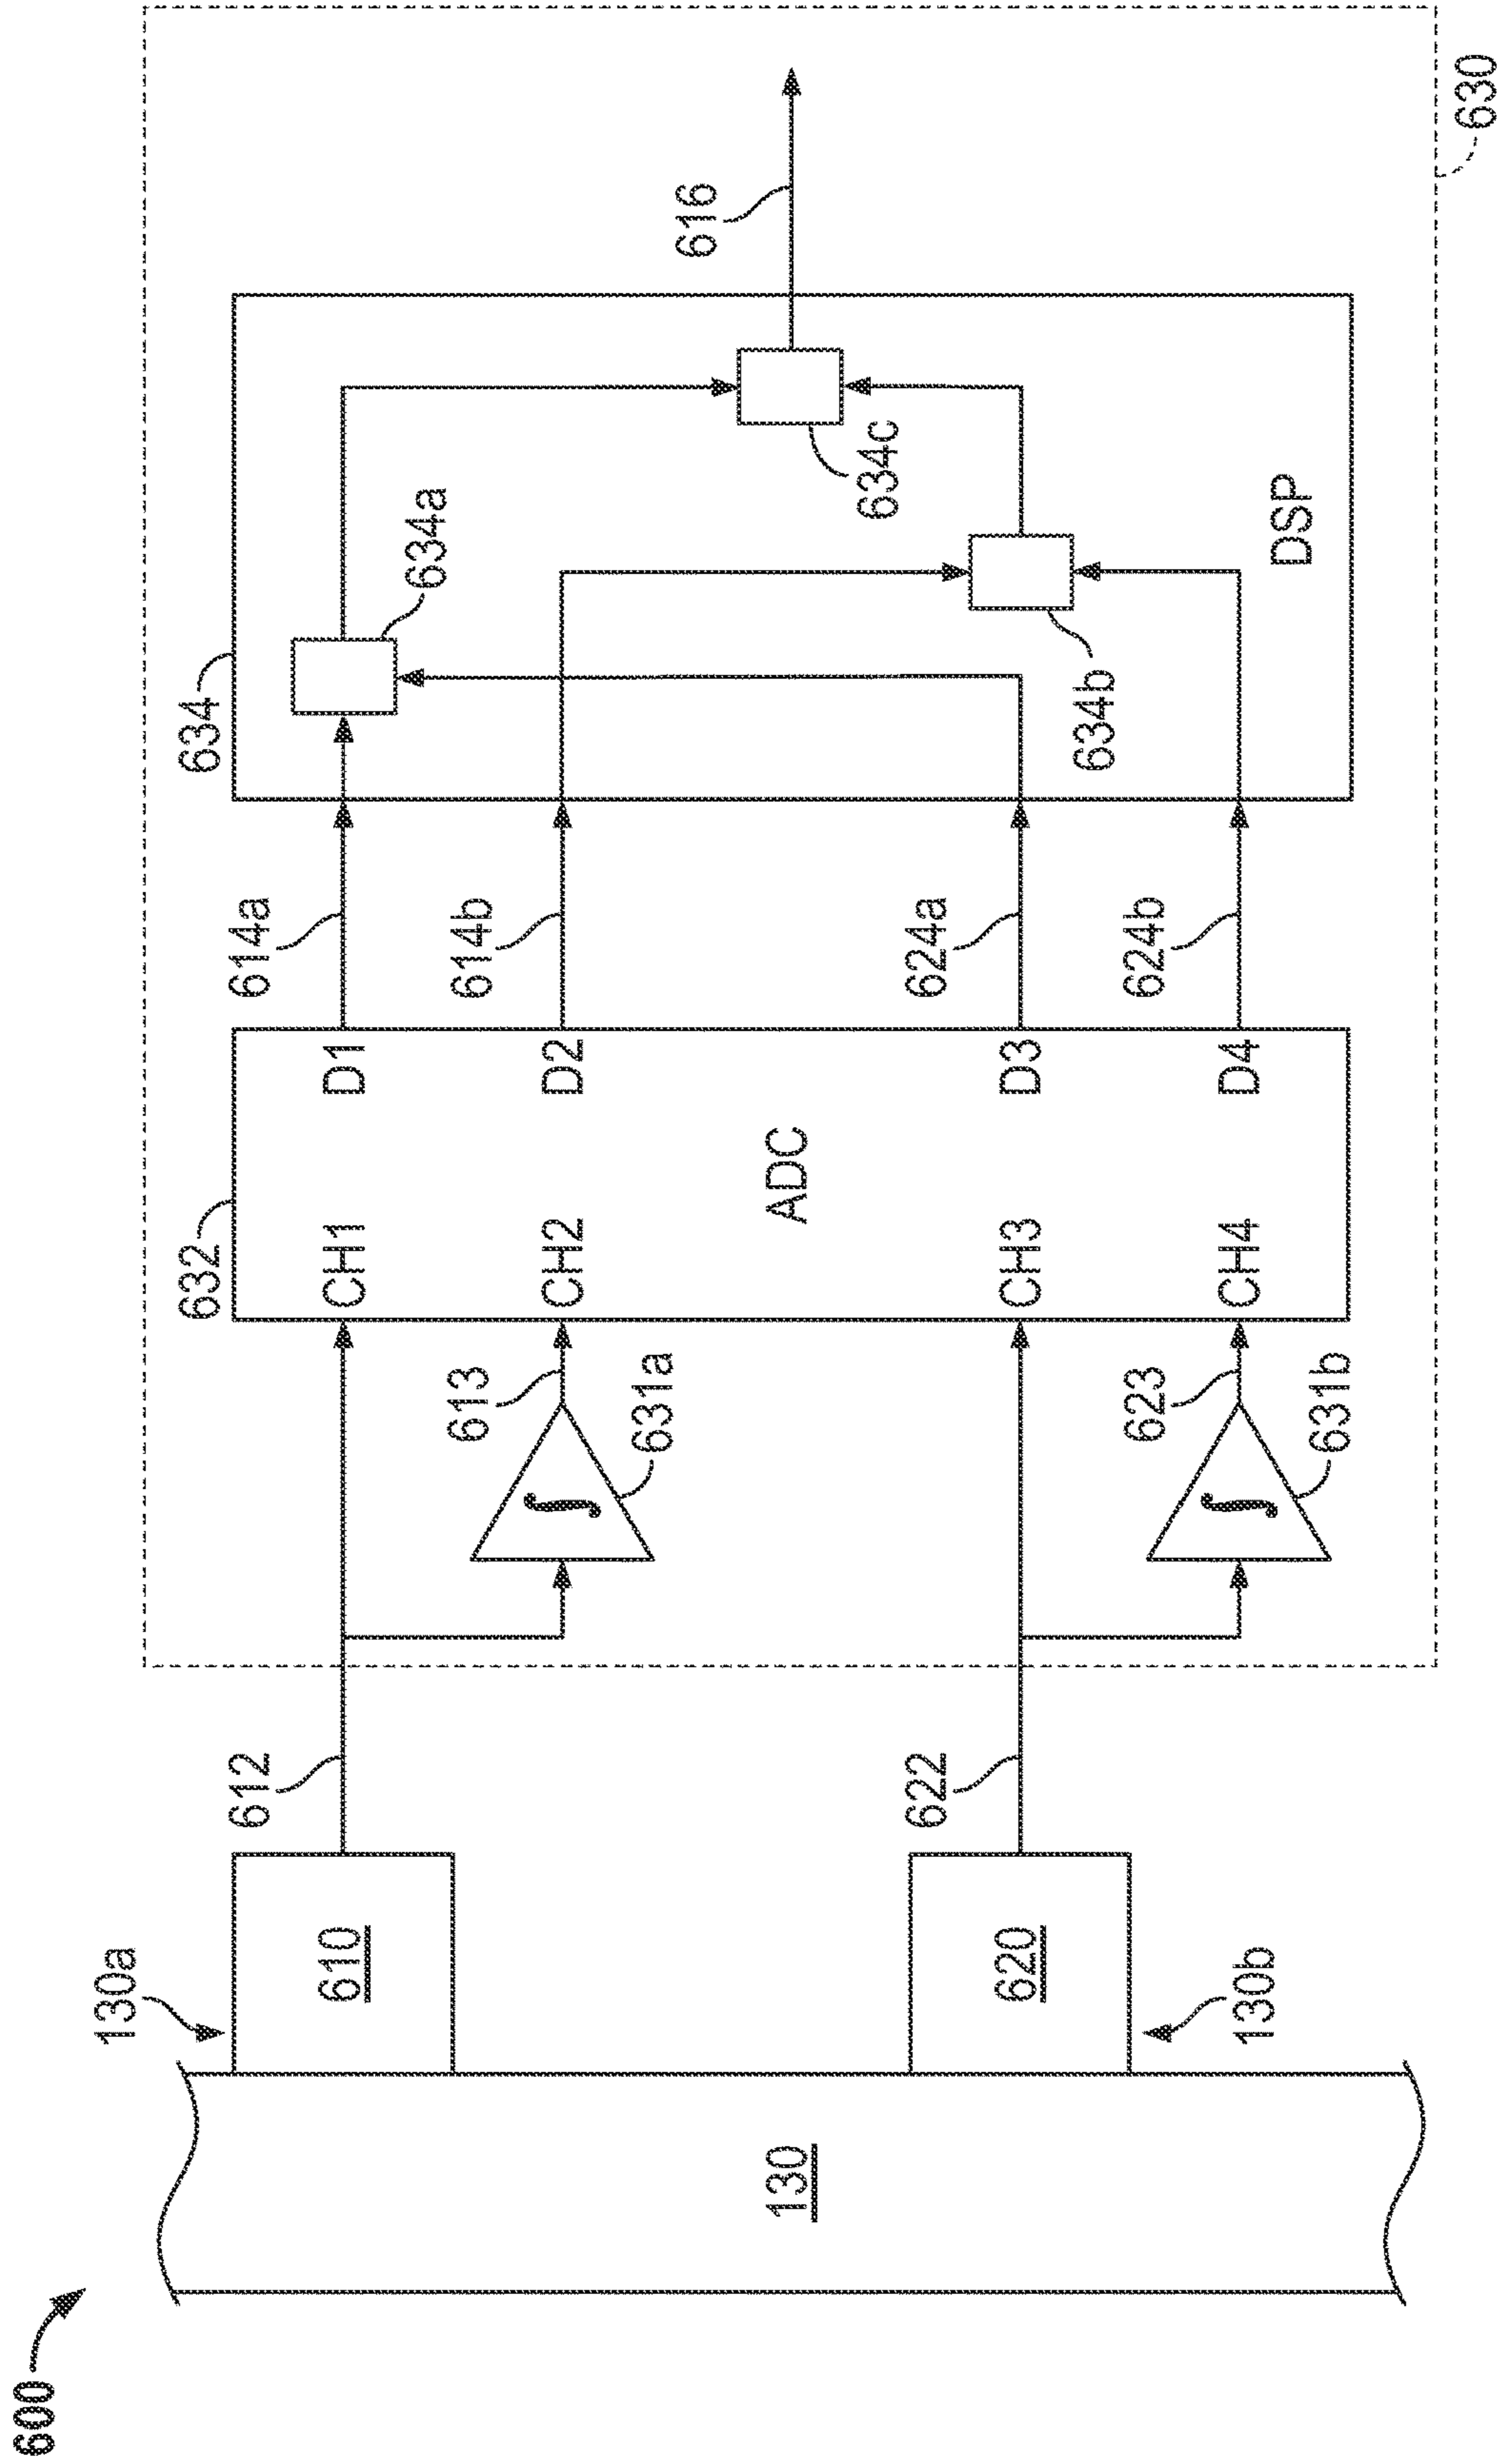 600
130
130a
610
130b
620
612
622
631a
613
631b
623
632
CH1
CH2
CH3
CH4
ADC
D1
D2
D3
D4
614a
614b
624a
624b
634
634a
634b
634c
DSP
616
630
∫
∫